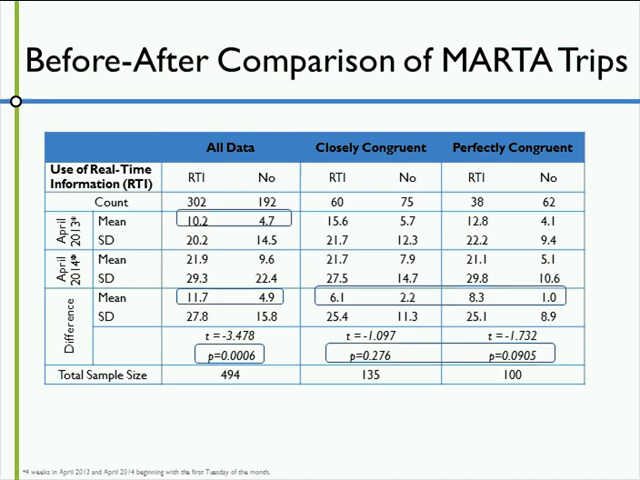 Before-After Comparison of MARTA Trips
All Data Closely Congruent Perfectly Congruent
Use of Real-Time Information (RTI) RTI No RTI No RTI No
Count 302 192 60 75 38 62
April 2013* Mean 10.2 4.7 15.6 5.7 12.8 4.1
SD 20.2 14.5 21.7 12.3 22.2 9.4
April 2014* Mean 21.9 9.6 21.7 7.9 21.1 5.1
SD 29.3 22.4 27.5 14.7 29.8 10.6
Difference Mean 11.7 4.9 6.1 2.2 8.3 1.0
SD 27.8 15.8 25.4 11.3 25.1 8.9
t = -3.478 t = -1.097 t = -1.732
p=0.0006 p=0.276 p=0.0905
Total Sample Size 494 135 100
*4 weeks in April 2013 and April 2014 beginning with the first Tuesday of the month.